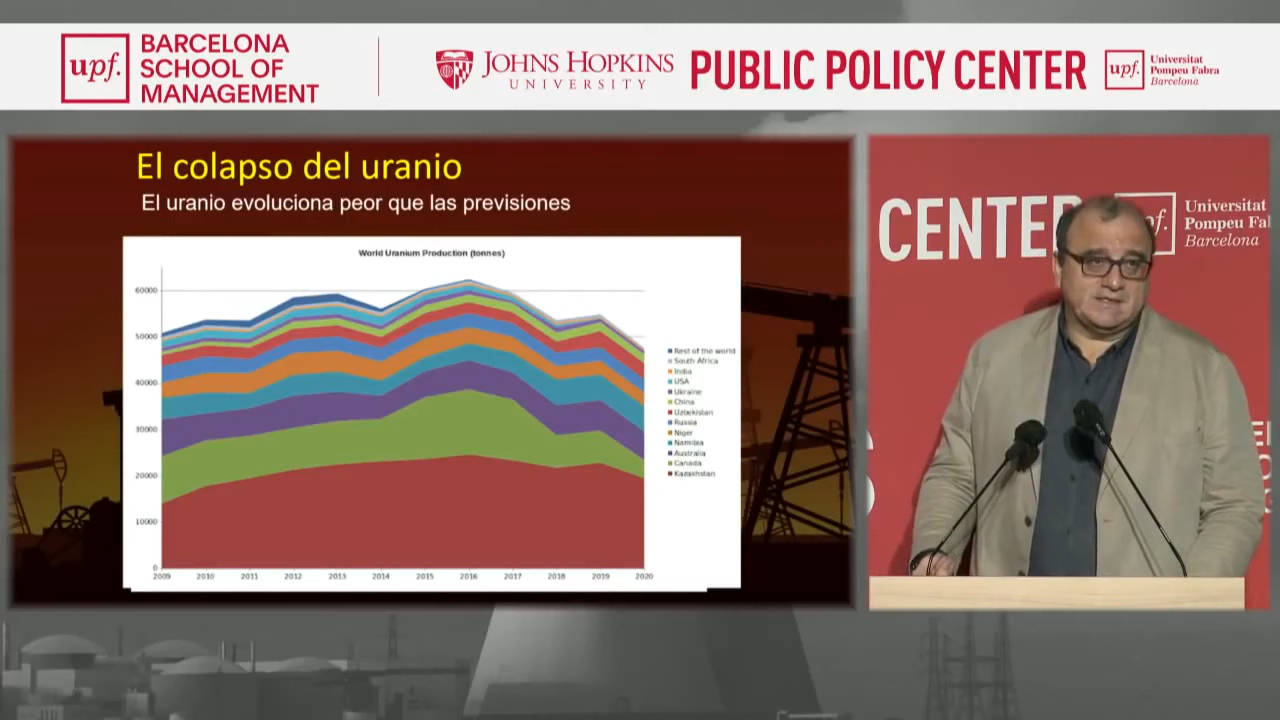 upf.
BARCELONA
SCHOOL OF
MANAGEMENT
JOHNS HOPKINS
UNIVERSITY
PUBLIC POLICY CENTER
upf.
Universitat
Pompeu Fabra
Barcelona
El colapso del uranio
El uranio evoluciona peor que las previsiones
World Uranium Production (tonnes)
60000
50000
40000
30000
20000
10000
0
2009 2010 2011 2012 2013 2014 2015 2016 2017 2018 2019 2020
Rest of the world
South Africa
India
USA
Ukraine
China
Uzbekistan
Russia
Niger
Namibia
Australia
Canada
Kazakhstan
CENTER
pf.
Universitat
Pompeu Fa
Barcelona